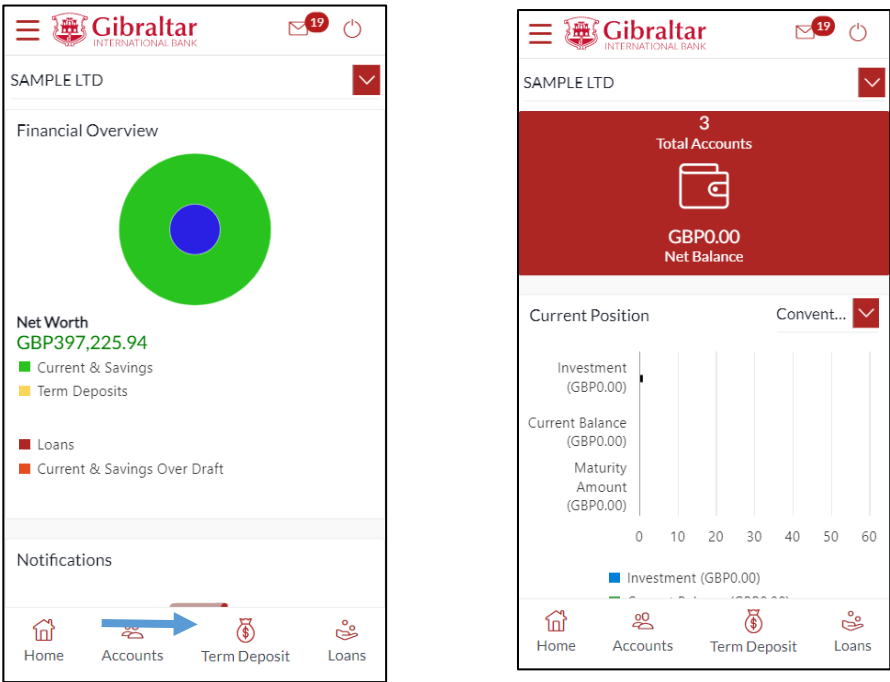 Gibraltar
INTERNATIONAL BANK
19
SAMPLE LTD
Financial Overview
Net Worth
GBP397,225.94
Current & Savings
Term Deposits
Loans
Current & Savings Over Draft
Notifications
Home Accounts Term Deposit Loans
Gibraltar
INTERNATIONAL BANK
19
SAMPLE LTD
3
Total Accounts
GBP0.00
Net Balance
Current Position Convent...
Investment
(GBP0.00)
Current Balance
(GBP0.00)
Maturity
Amount
(GBP0.00)
0 10 20 30 40 50 60
Investment (GBP0.00)
Home Accounts Term Deposit Loans